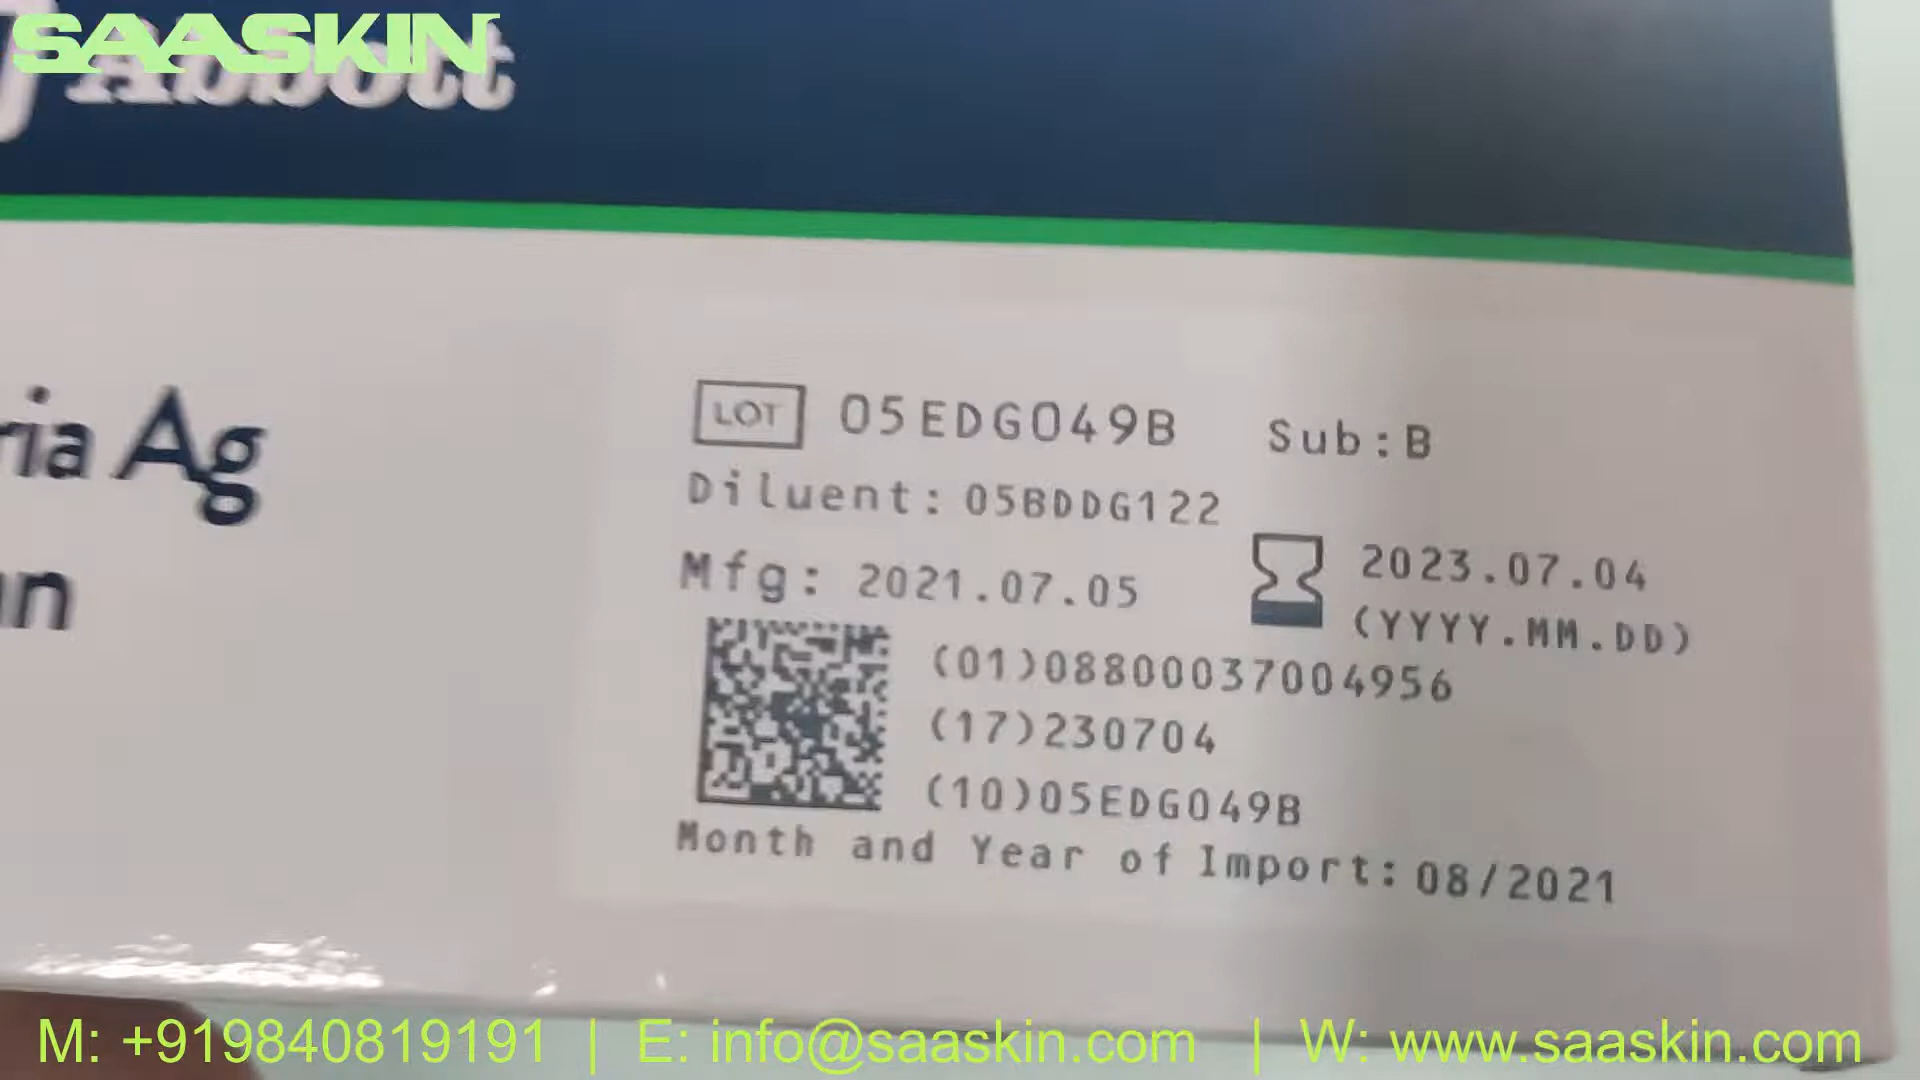 SAASKIN
Abbott
ria Ag
n
LOT 05EDG049B Sub:B
Diluent: 05BDDG122
Mfg: 2021.07.05
2023.07.04
(YYYY.MM.DD)
(01)08800037004956
(17)230704
(10)05EDG049B
Month and Year of Import: 08/2021
M: +919840819191 | E: info@saaskin.com | W: www.saaskin.com